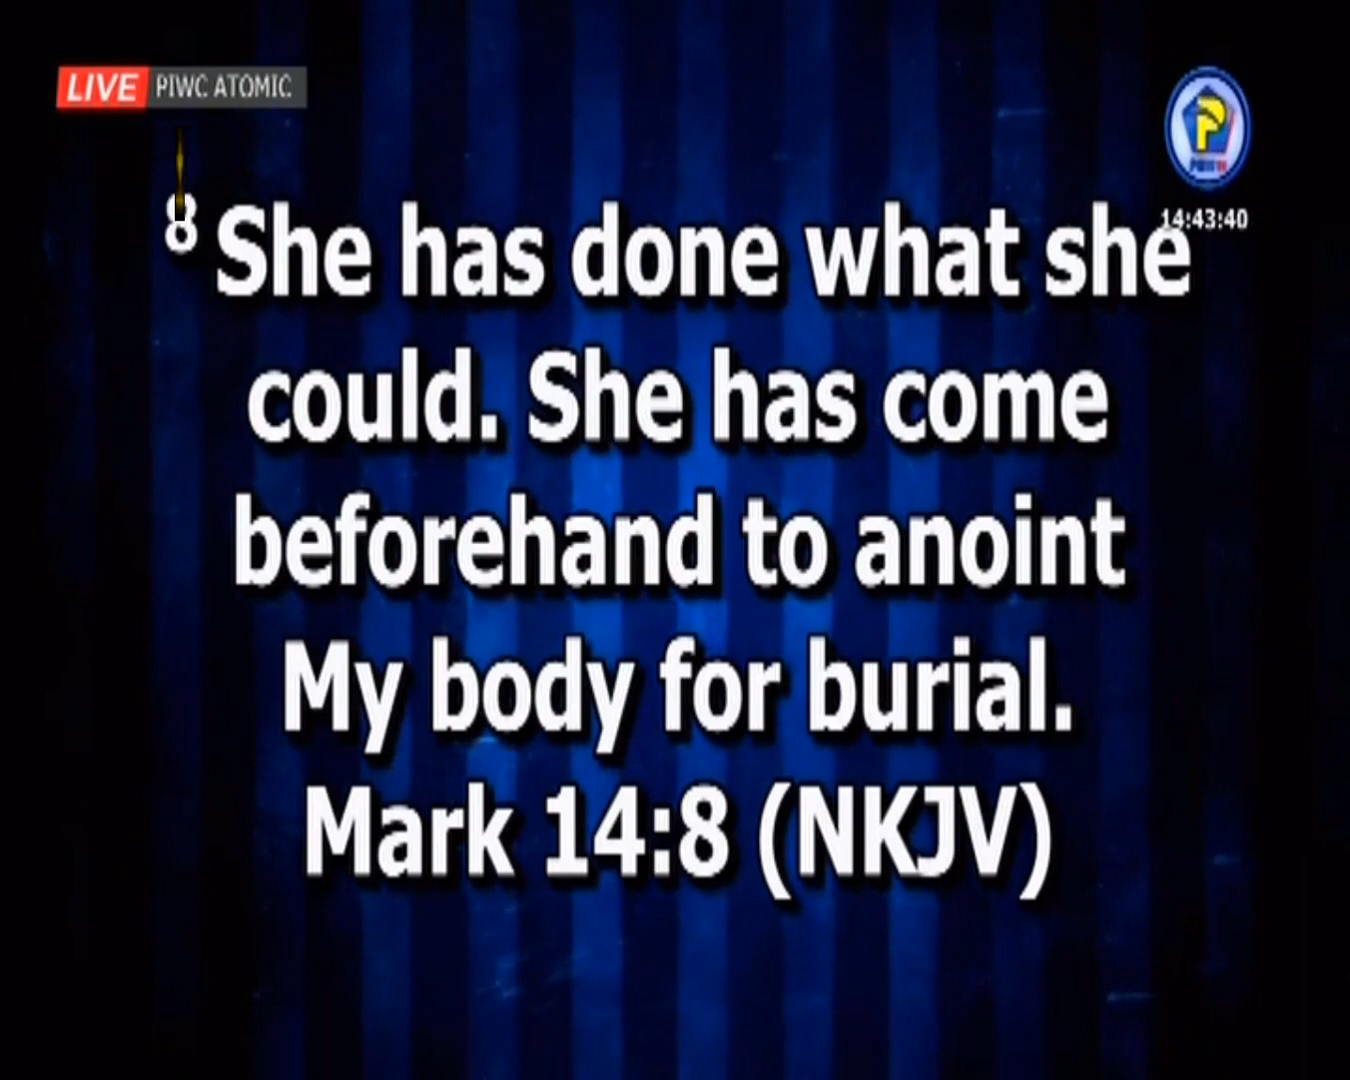 LIVE PIWC ATOMIC
14:43:40
8 She has done what she
could. She has come
beforehand to anoint
My body for burial.
Mark 14:8 (NKJV)